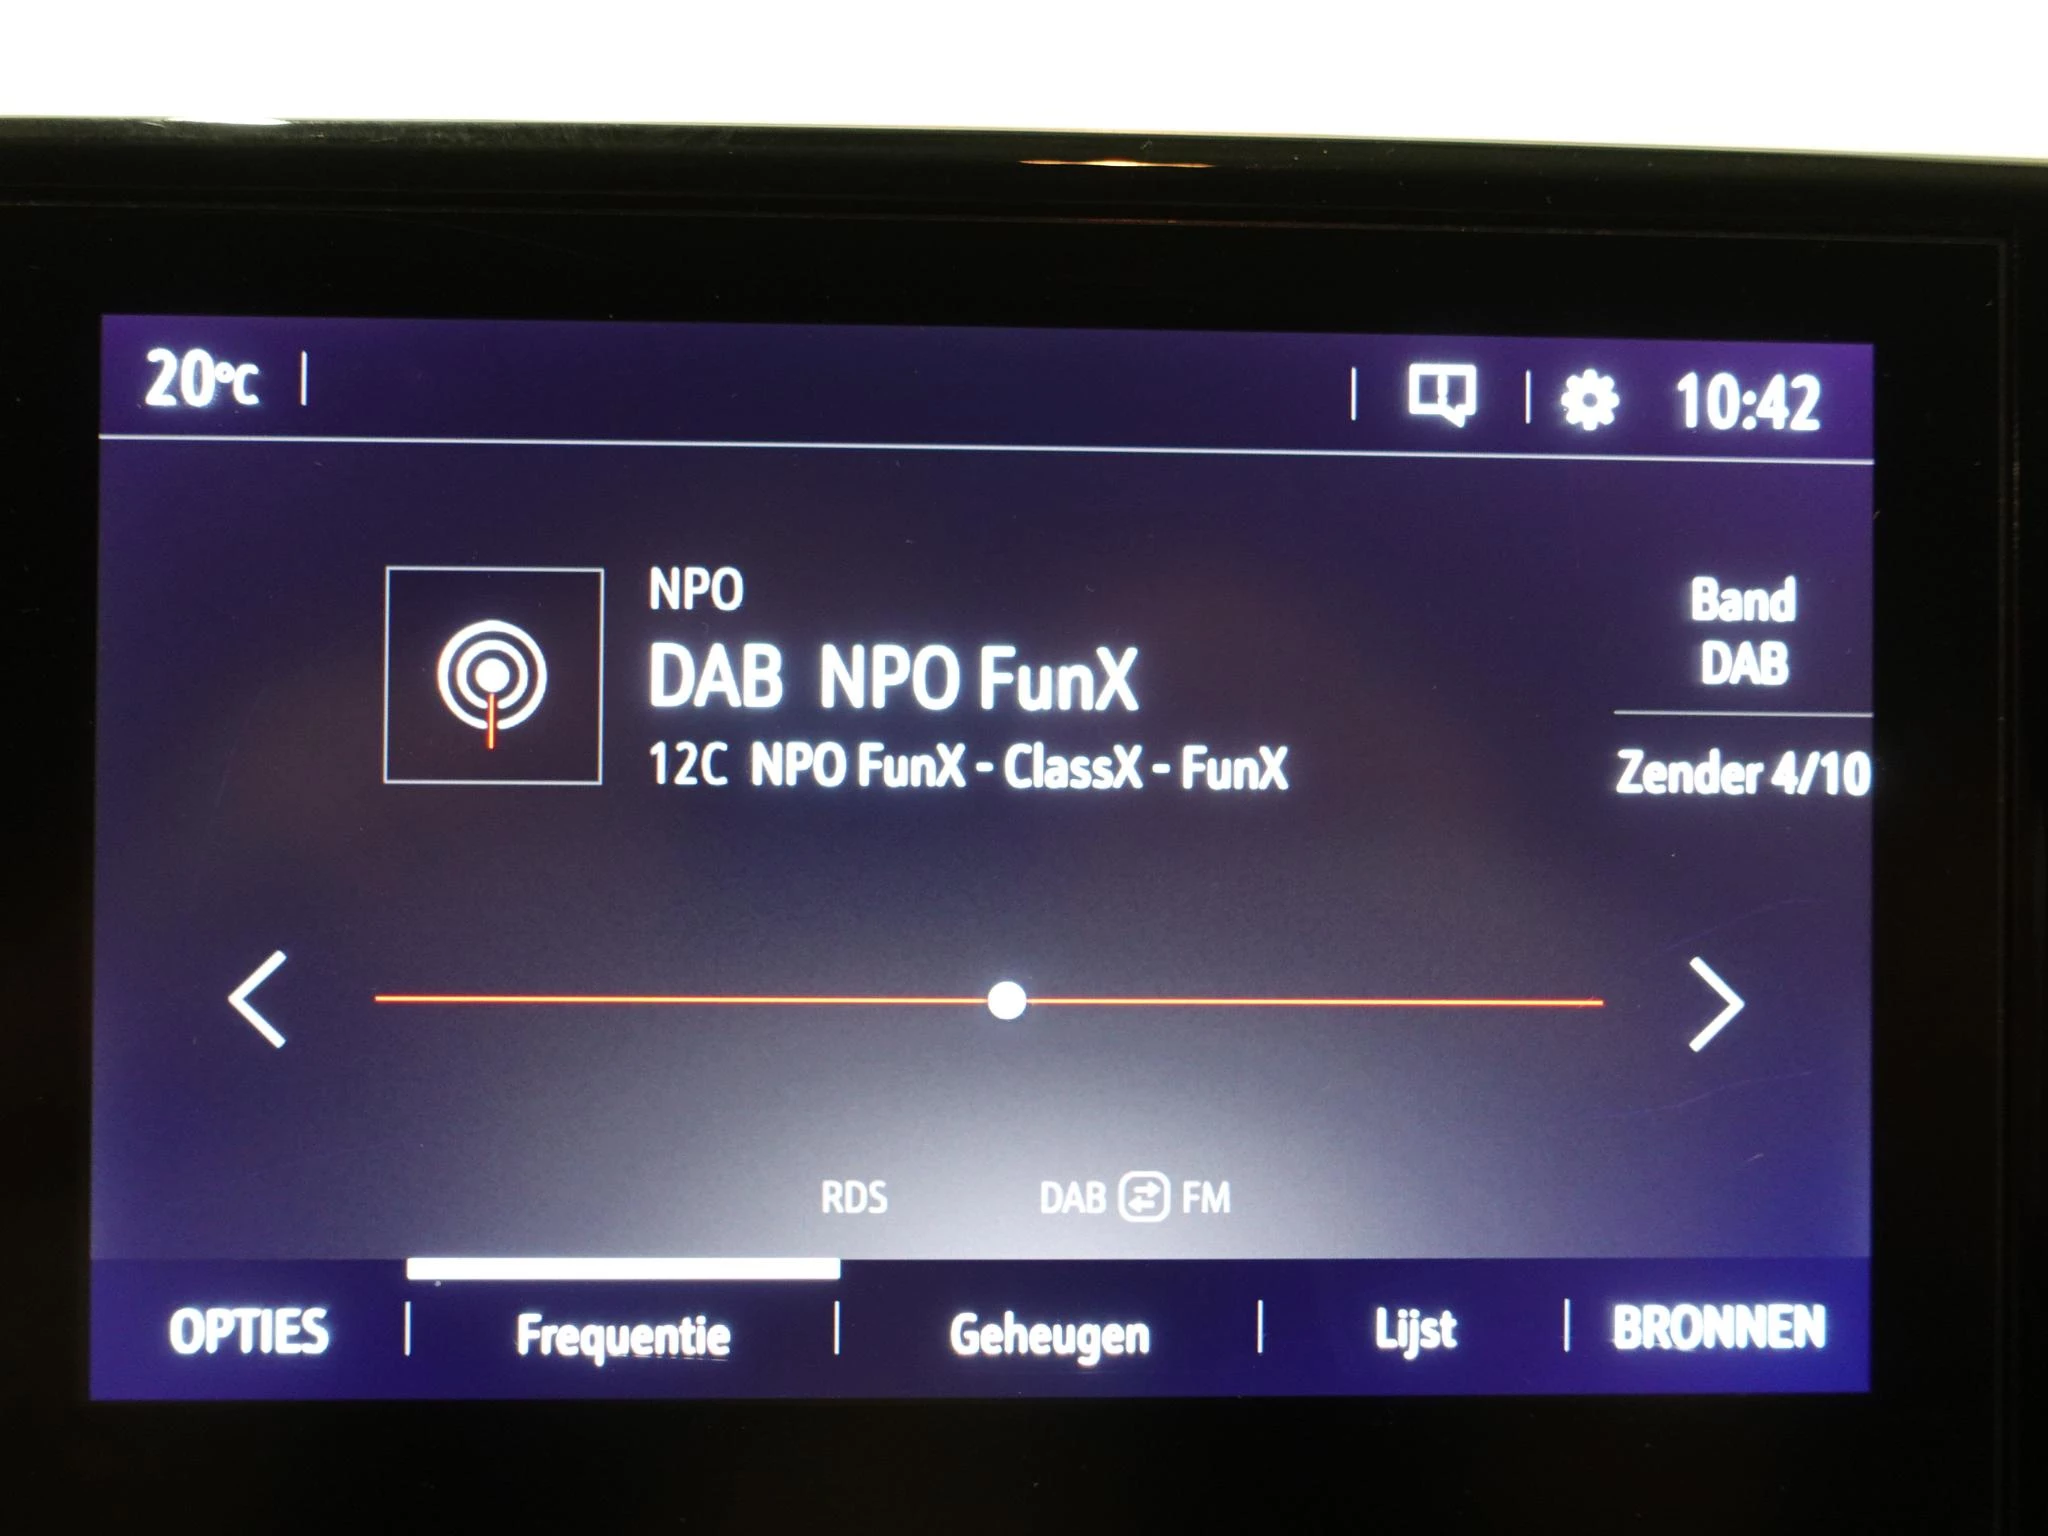 20°C
10:42
NPO
DAB NPO FunX
12C NPO FunX - ClassX - FunX
Band
DAB
Zender 4/10
RDS DAB FM
OPTIES Frequentie Geheugen Lijst BRONNEN